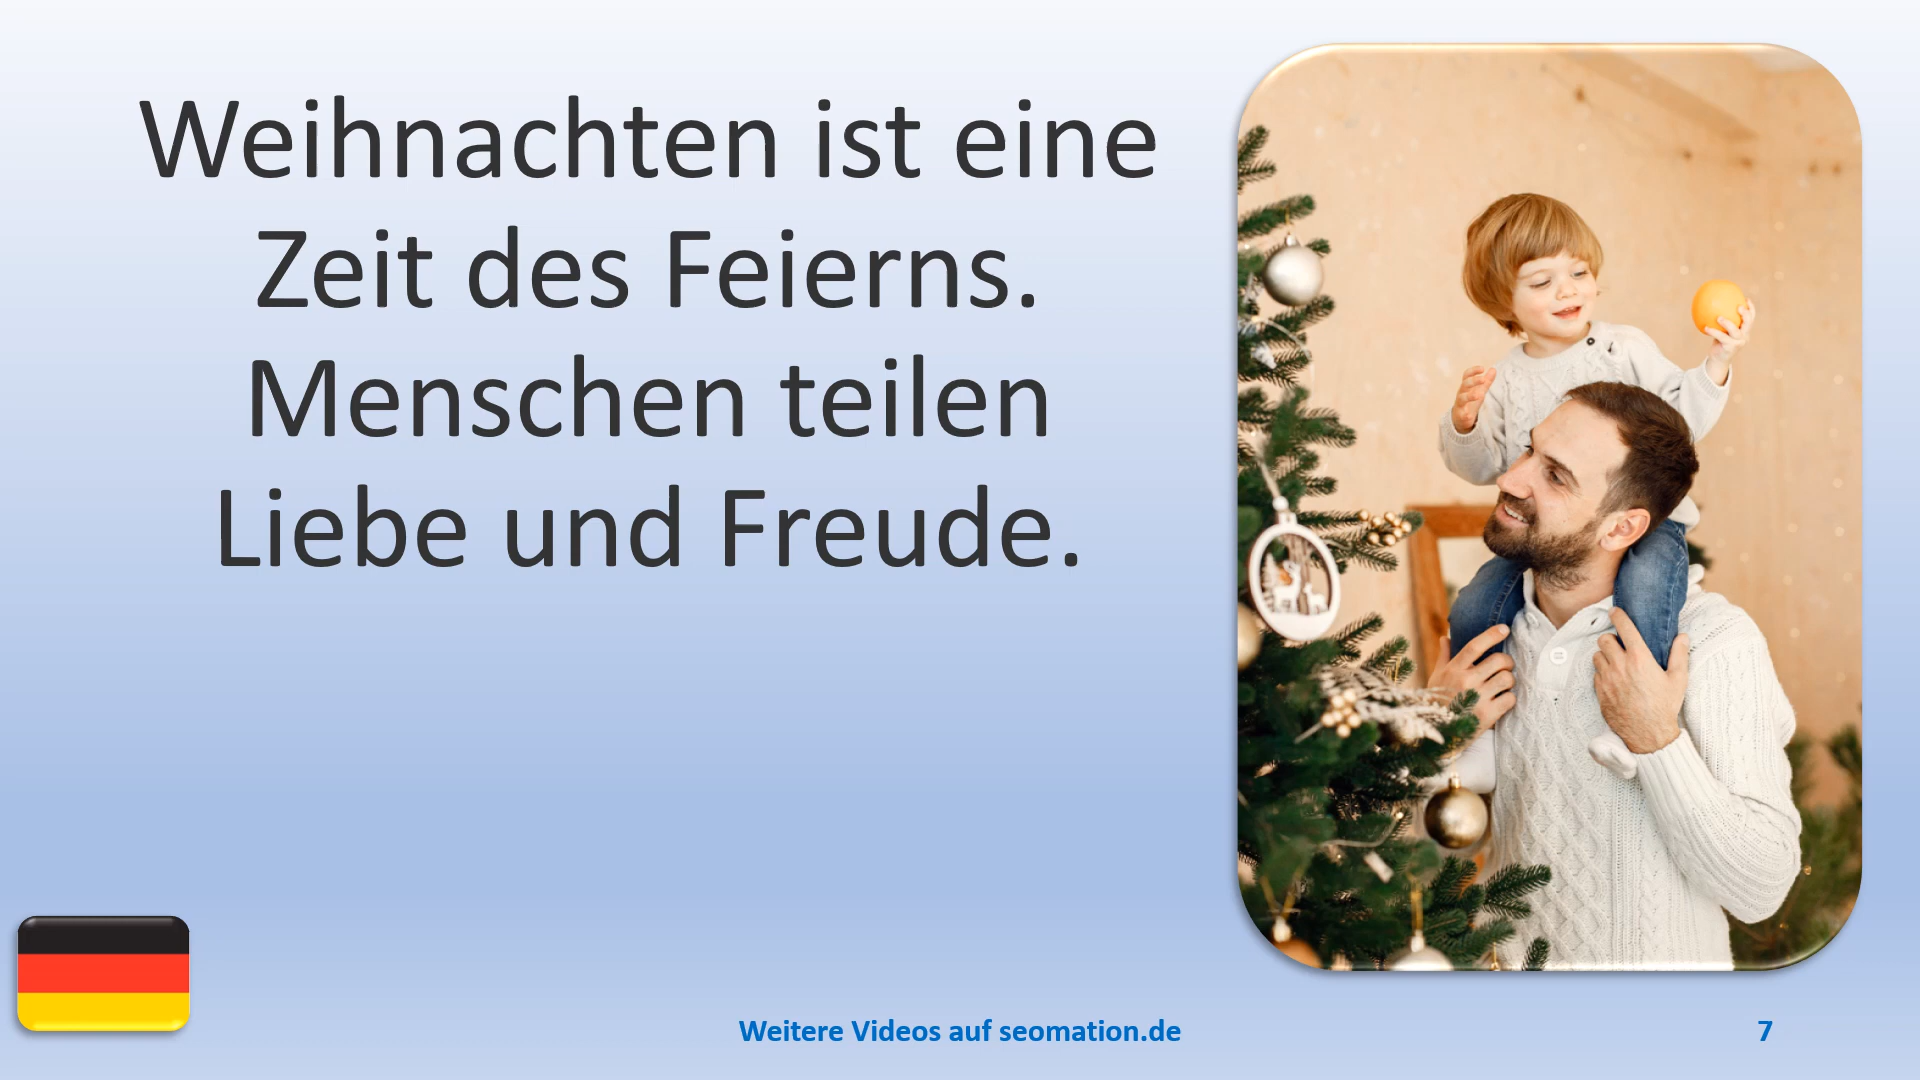 Weihnachten ist eine
Zeit des Feierns.
Menschen teilen
Liebe und Freude.
Weitere Videos auf seomation.de
7